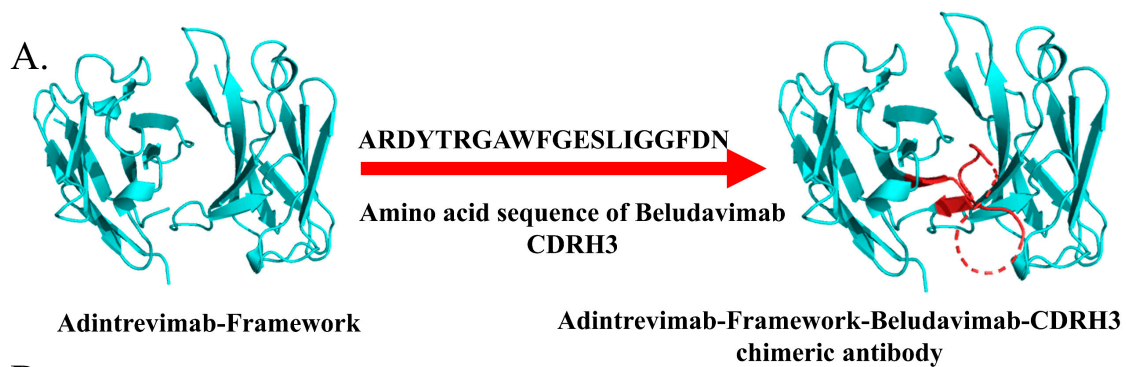 A.
ARDYTRGAWFGESLIGGFDN
Amino acid sequence of Beludavimab
CDRH3
Adintrevimab-Framework
Adintrevimab-Framework-Beludavimab-CDRH3
chimeric antibody